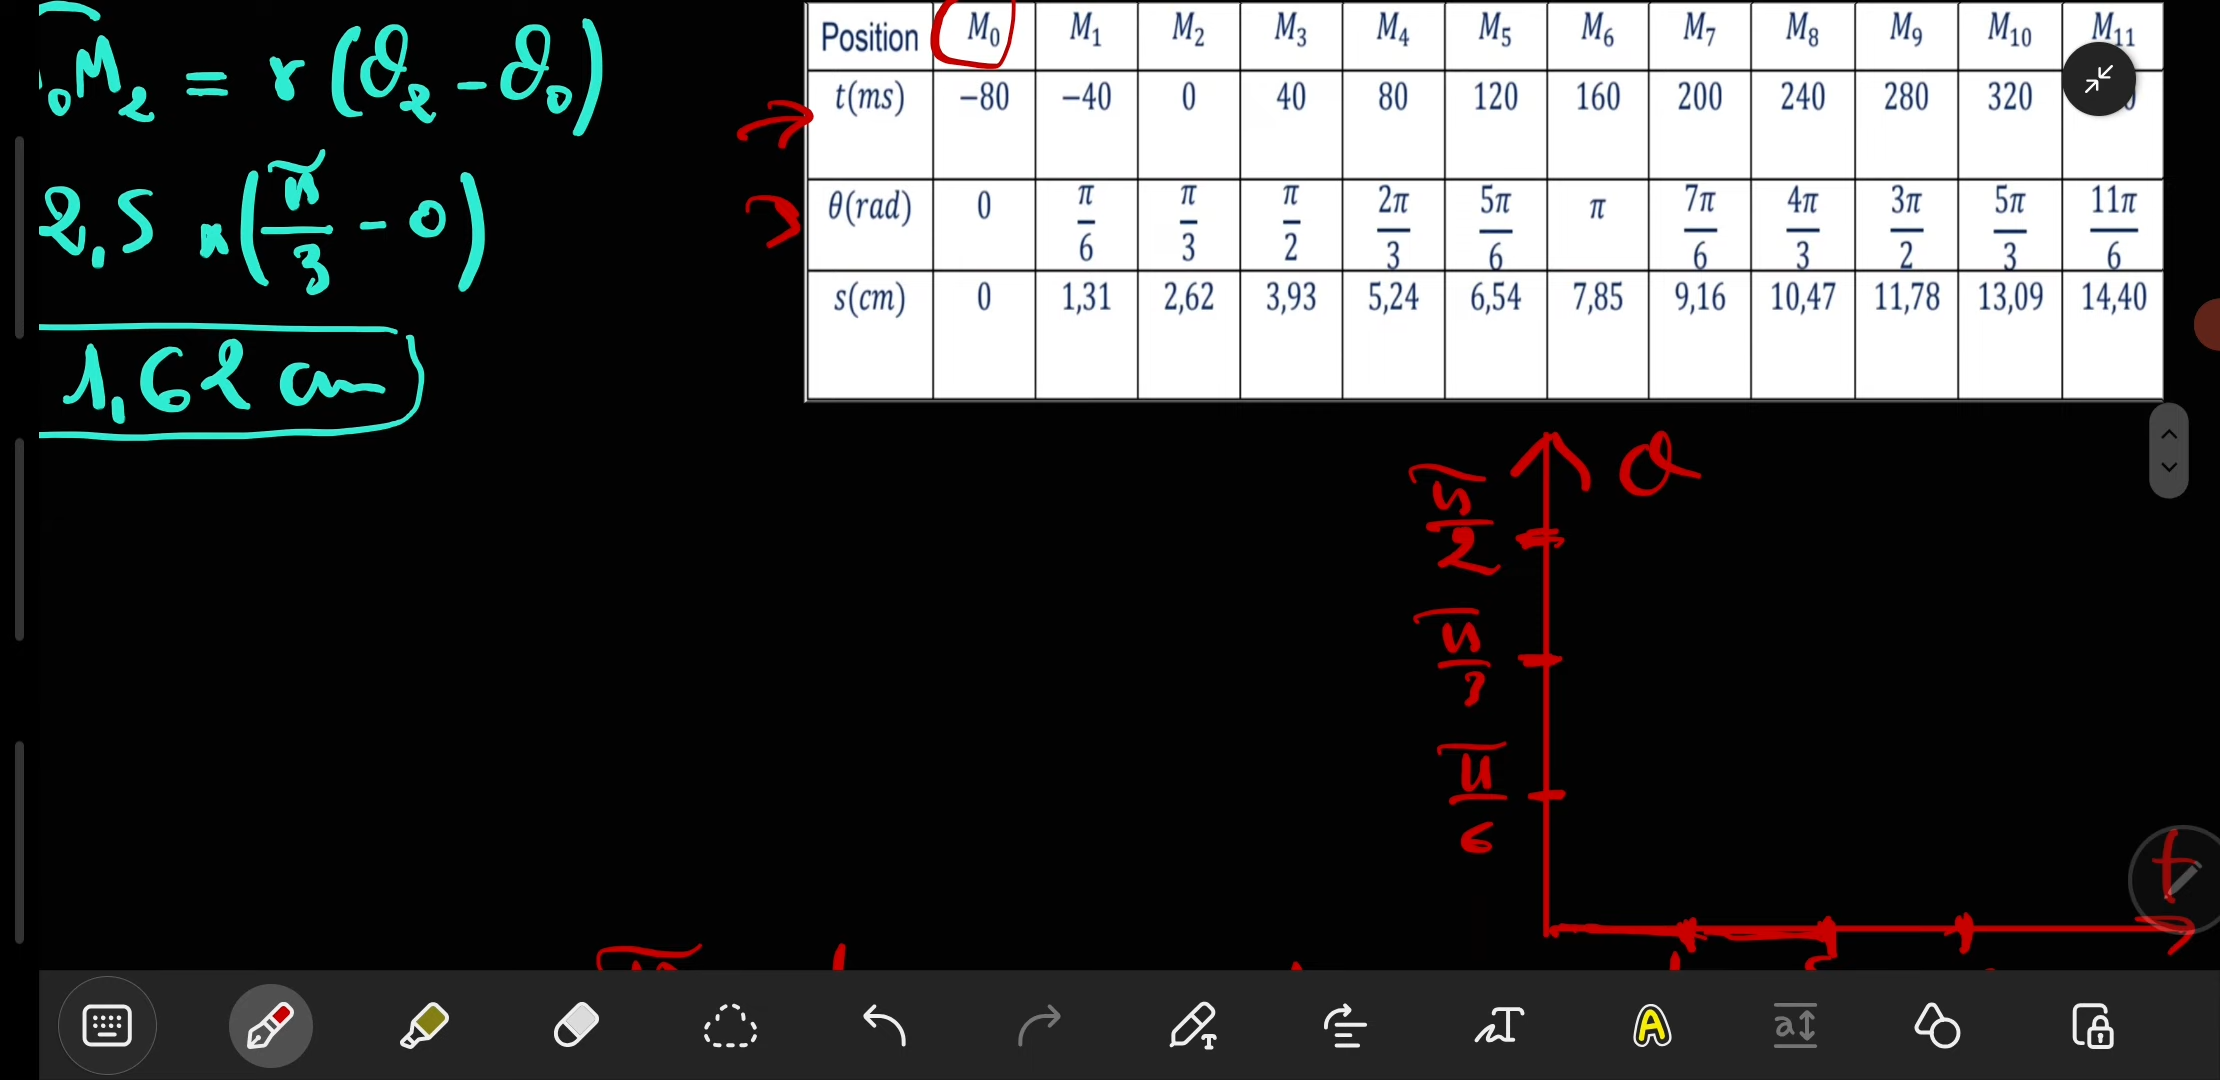 ₀M₂ = r(θ₂ - θ₀)
2,5 × (π/3 - 0)
1,62 cm
Position M₀ M₁ M₂ M₃ M₄ M₅ M₆ M₇ M₈ M₉ M₁₀ M₁₁
t(ms) −80 −40 0 40 80 120 160 200 240 280 320
θ(rad) 0 π/6 π/3 π/2 2π/3 5π/6 π 7π/6 4π/3 3π/2 5π/3 11π/6
s(cm) 0 1,31 2,62 3,93 5,24 6,54 7,85 9,16 10,47 11,78 13,09 14,40
θ
π/2
π/3
π/6
t